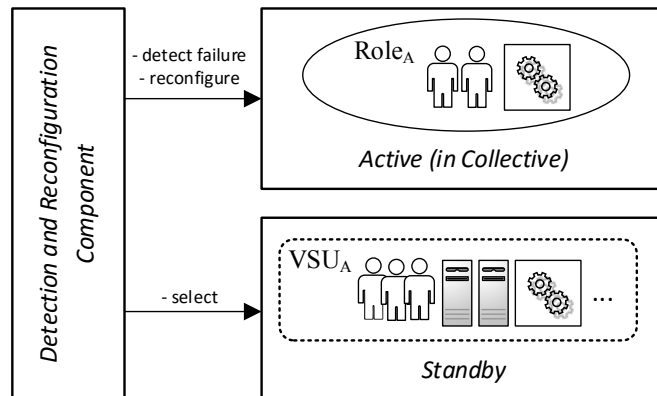 Detection and Reconfiguration
Component
- detect failure
- reconfigure
Role_A
Active (in Collective)
- select
VSU_A
...
Standby